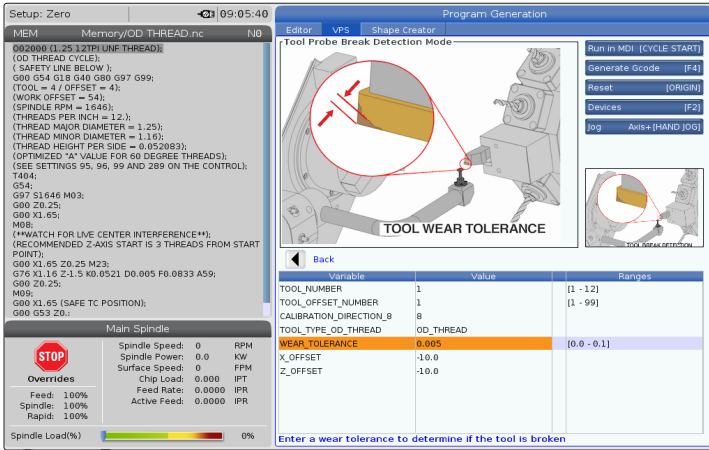 Setup: Zero
09:05:40
MEM Memory/OD THREAD.nc N0
O02000 (1.25 12TPI UNF THREAD);
(OD THREAD CYCLE);
( SAFETY LINE BELOW );
G00 G54 G18 G40 G80 G97 G99;
(TOOL = 4 / OFFSET = 4);
(WORK OFFSET = 54);
(SPINDLE RPM = 1646);
(THREADS PER INCH = 12.);
(THREAD MAJOR DIAMETER = 1.25);
(THREAD MINOR DIAMETER = 1.16);
(THREAD HEIGHT PER SIDE = 0.052083);
(OPTIMIZED "A" VALUE FOR 60 DEGREE THREADS);
(SEE SETTINGS 95, 96, 99 AND 289 ON THE CONTROL);
T404;
G54;
G97 S1646 M03;
G00 Z0.25;
G00 X1.65;
M08;
(**WATCH FOR LIVE CENTER INTERFERENCE**);
(RECOMMENDED Z-AXIS START IS 3 THREADS FROM START
POINT);
G00 X1.65 Z0.25 M23;
G76 X1.16 Z-1.5 K0.0521 D0.005 F0.0833 A59;
G00 Z0.25;
M09;
G00 X1.65 (SAFE TC POSITION);
G00 G53 Z0.;
Main Spindle
STOP
Overrides
Feed: 100%
Spindle: 100%
Rapid: 100%
Spindle Speed: 0 RPM
Spindle Power: 0.0 KW
Surface Speed: 0 FPM
Chip Load: 0.000 IPT
Feed Rate: 0.0000 IPR
Active Feed: 0.0000 IPR
Spindle Load(%) 0%
Program Generation
Editor VPS Shape Creator
Tool Probe Break Detection Mode
TOOL WEAR TOLERANCE
Run in MDI [CYCLE START]
Generate Gcode [F4]
Reset [ORIGIN]
Devices [F2]
Jog Axis+[HAND JOG]
TOOL BREAK DETECTION
Back
Variable Value Ranges
TOOL_NUMBER 1 [1 - 12]
TOOL_OFFSET_NUMBER 1 [1 - 99]
CALIBRATION_DIRECTION_8 8
TOOL_TYPE_OD_THREAD OD_THREAD
WEAR_TOLERANCE 0.005 [0.0 - 0.1]
X_OFFSET -10.0
Z_OFFSET -10.0
Enter a wear tolerance to determine if the tool is broken